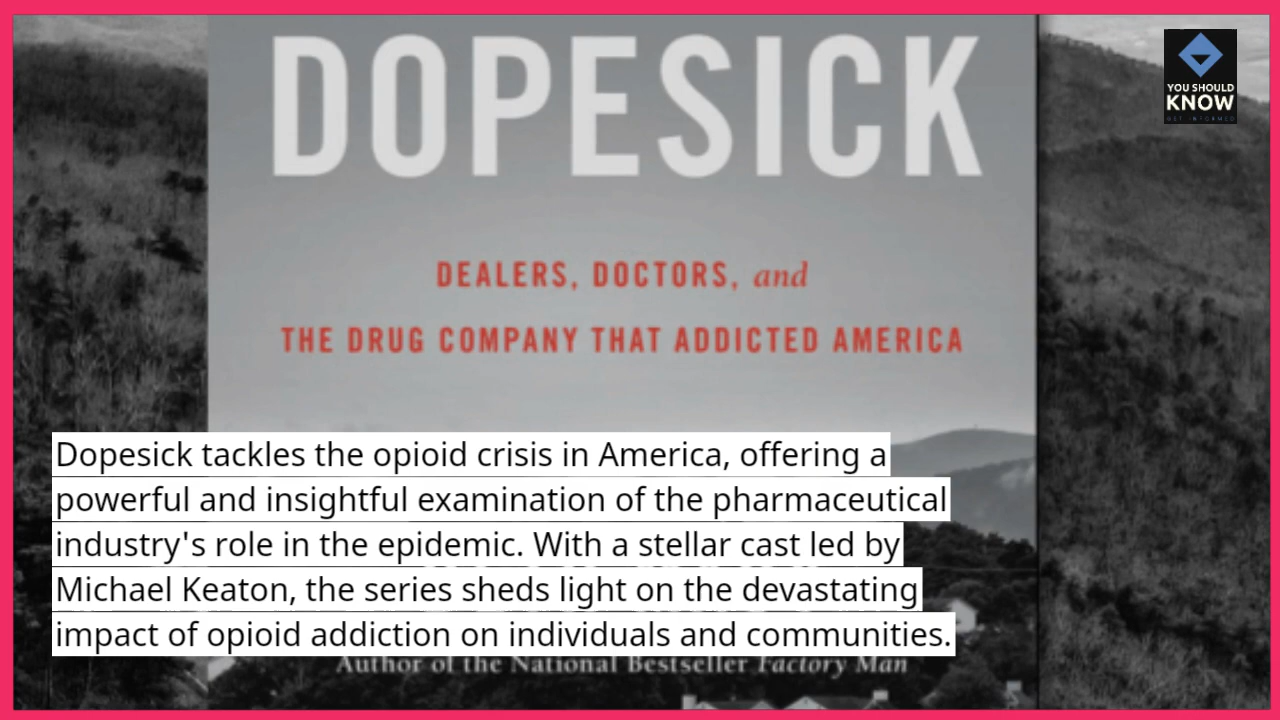 DOPESICK
YOU SHOULD
KNOW
GET INFORMED
DEALERS, DOCTORS, and
THE DRUG COMPANY THAT ADDICTED AMERICA
Dopesick tackles the opioid crisis in America, offering a
powerful and insightful examination of the pharmaceutical
industry's role in the epidemic. With a stellar cast led by
Michael Keaton, the series sheds light on the devastating
impact of opioid addiction on individuals and communities.
Author of the National Bestseller Factory Man